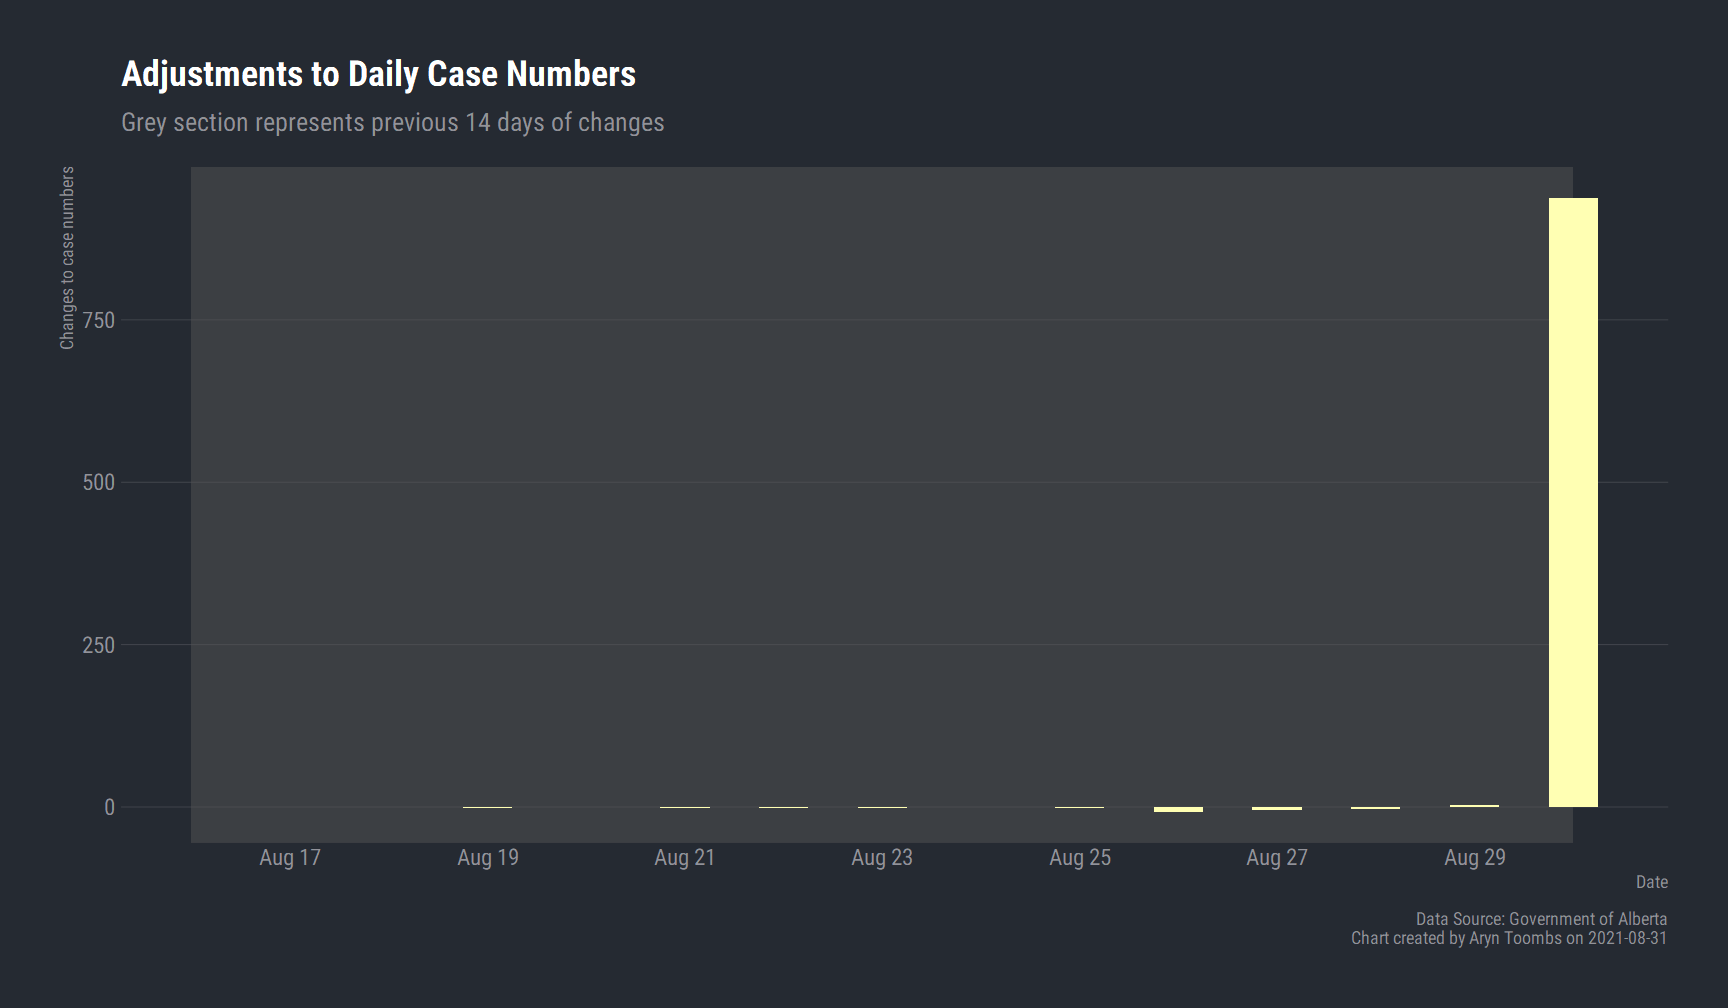 Adjustments to Daily Case Numbers
Grey section represents previous 14 days of changes
Changes to case numbers
750
500
250
0
Aug 17
Aug 19
Aug 21
Aug 23
Aug 25
Aug 27
Aug 29
Date
Data Source: Government of Alberta
Chart created by Aryn Toombs on 2021-08-31